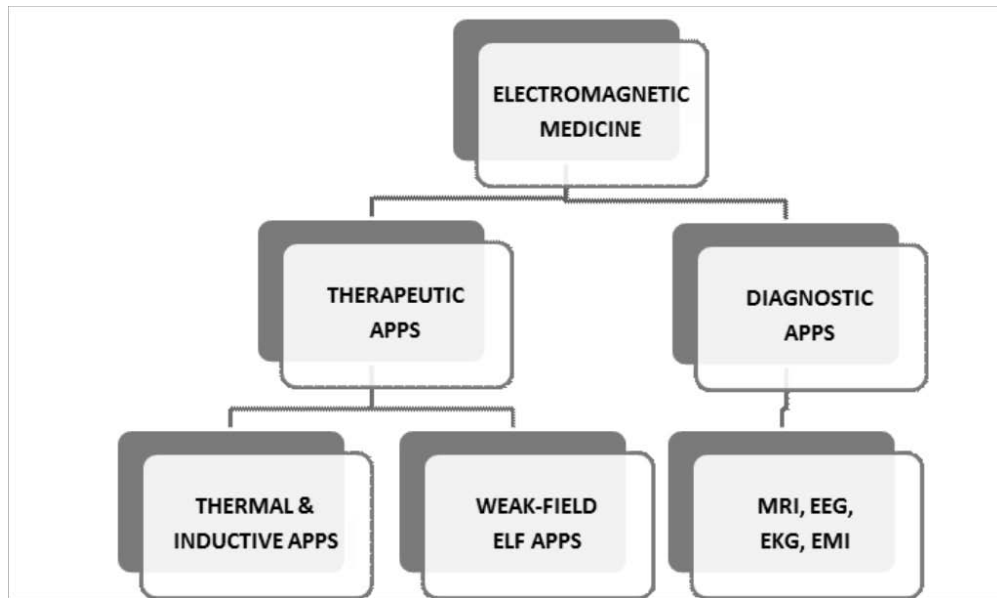 ELECTROMAGNETIC
MEDICINE
THERAPEUTIC
APPS
DIAGNOSTIC
APPS
THERMAL &
INDUCTIVE APPS
WEAK-FIELD
ELF APPS
MRI, EEG,
EKG, EMI